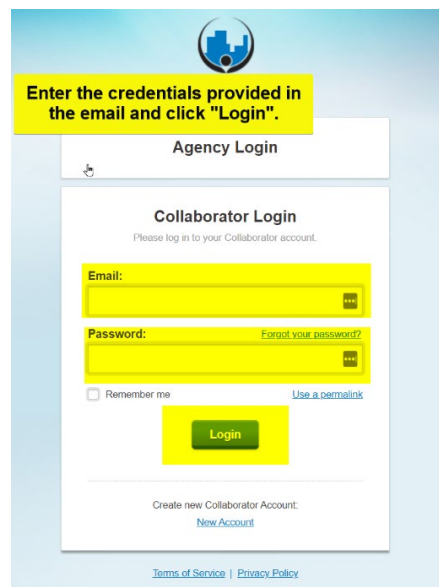 Enter the credentials provided in
the email and click "Login".
Agency Login
Collaborator Login
Please log in to your Collaborator account.
Email:
Password: Forgot your password?
Remember me Use a permalink
Login
Create new Collaborator Account:
New Account
Terms of Service | Privacy Policy